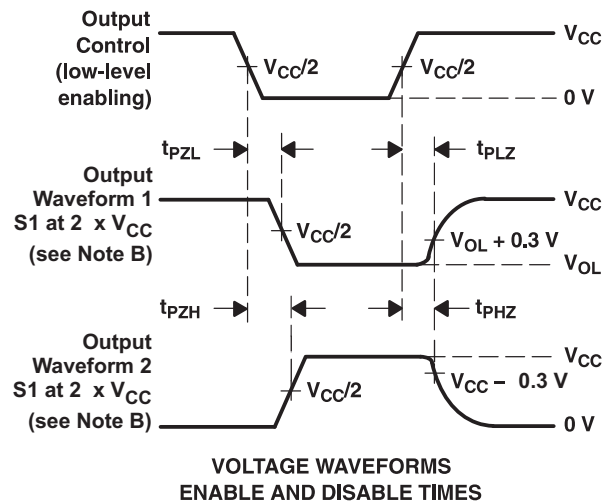 Output
Control
(low-level
enabling)
VCC/2
VCC/2
VCC
0 V
tPZL
tPLZ
Output
Waveform 1
S1 at 2 x VCC
(see Note B)
VCC/2
VCC
VOL + 0.3 V
VOL
tPZH
tPHZ
Output
Waveform 2
S1 at 2 x VCC
(see Note B)
VCC/2
VCC
VCC – 0.3 V
0 V
VOLTAGE WAVEFORMS
ENABLE AND DISABLE TIMES